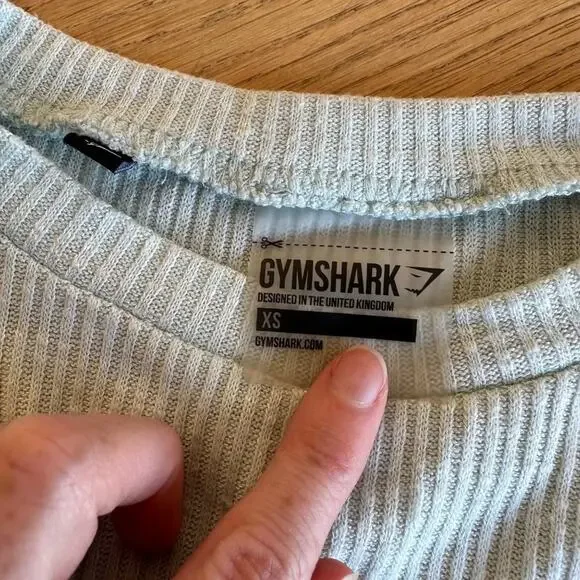 GYMSHARK
DESIGNED IN THE UNITED KINGDOM
XS
GYMSHARK.COM